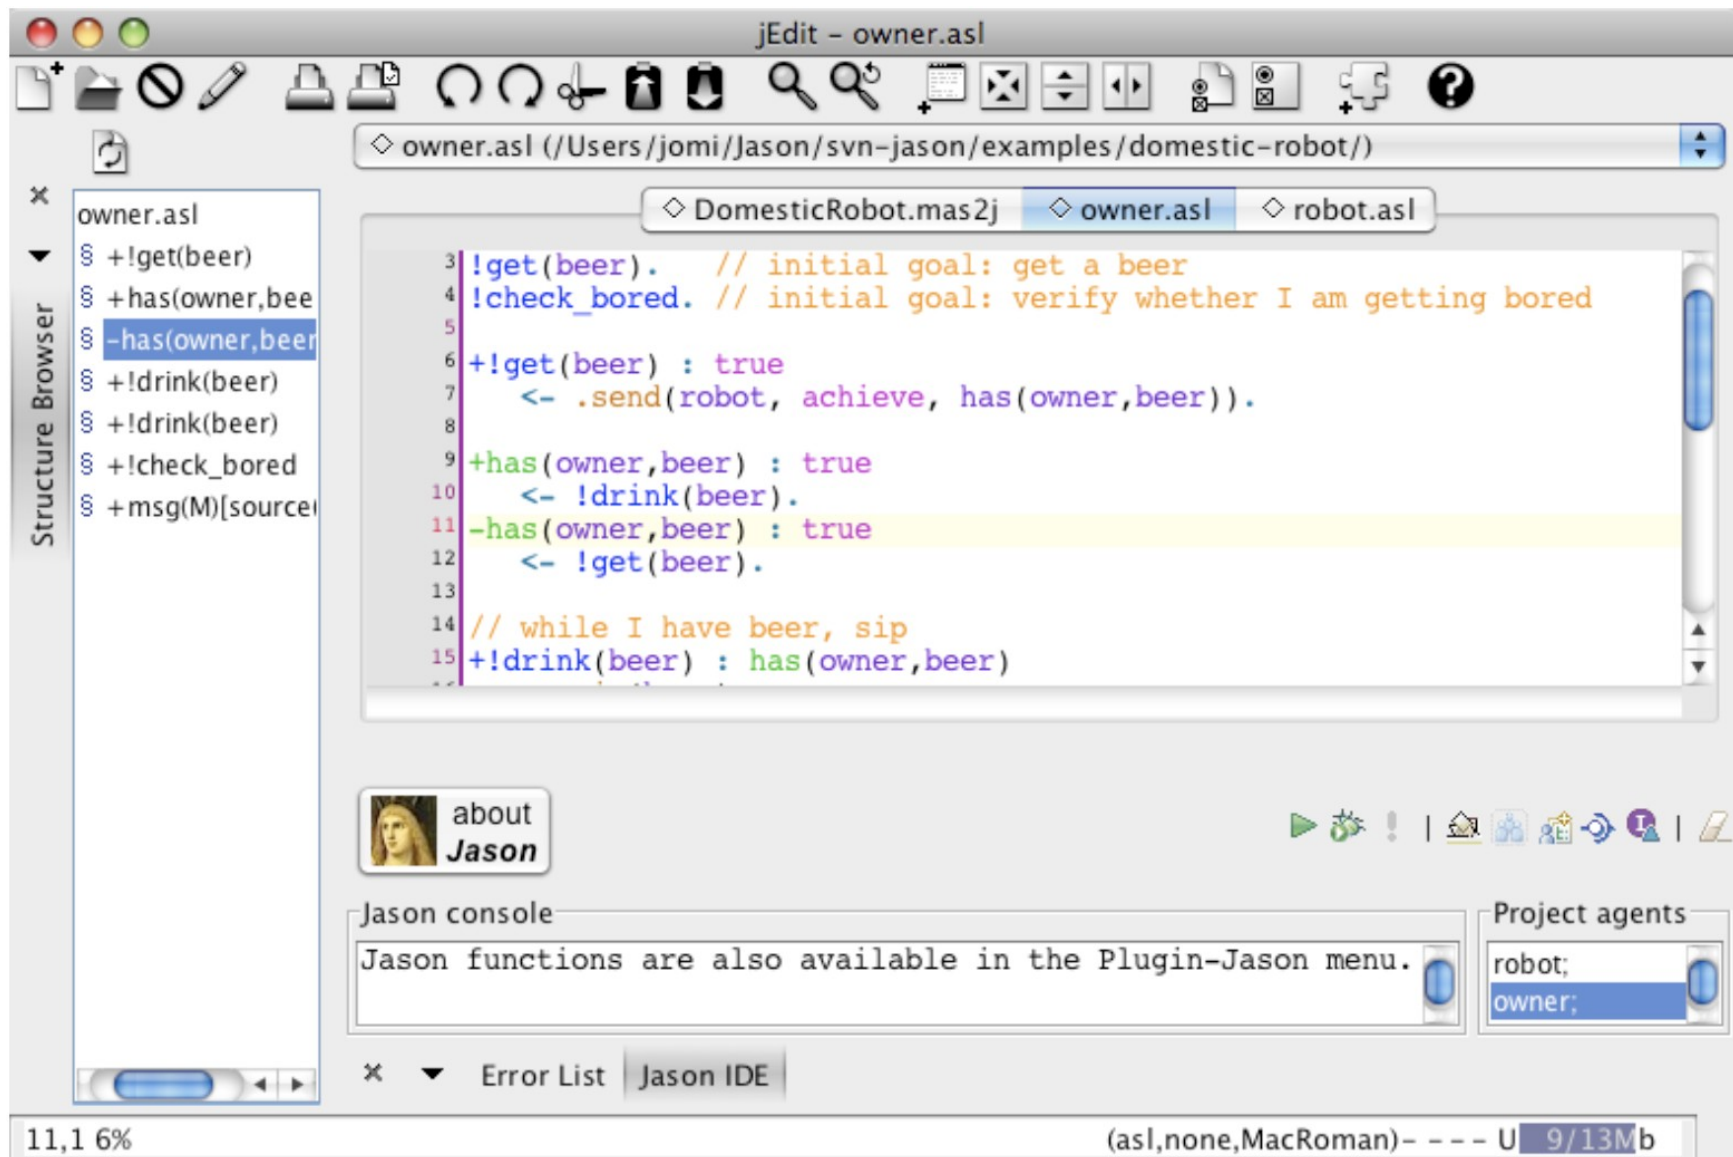 jEdit – owner.asl
owner.asl (/Users/jomi/Jason/svn-jason/examples/domestic-robot/)
Structure Browser
owner.asl
+!get(beer)
+has(owner,bee
-has(owner,beer
+!drink(beer)
+!drink(beer)
+!check_bored
+msg(M)[source(
DomesticRobot.mas2j owner.asl robot.asl
3 !get(beer).   // initial goal: get a beer
4 !check_bored. // initial goal: verify whether I am getting bored
5
6 +!get(beer) : true
7    <- .send(robot, achieve, has(owner,beer)).
8
9 +has(owner,beer) : true
10    <- !drink(beer).
11 -has(owner,beer) : true
12    <- !get(beer).
13
14 // while I have beer, sip
15 +!drink(beer) : has(owner,beer)
about
Jason
Jason console
Jason functions are also available in the Plugin-Jason menu.
Project agents
robot;
owner;
Error List Jason IDE
11,1 6%
(asl,none,MacRoman)- - - - U 9/13Mb